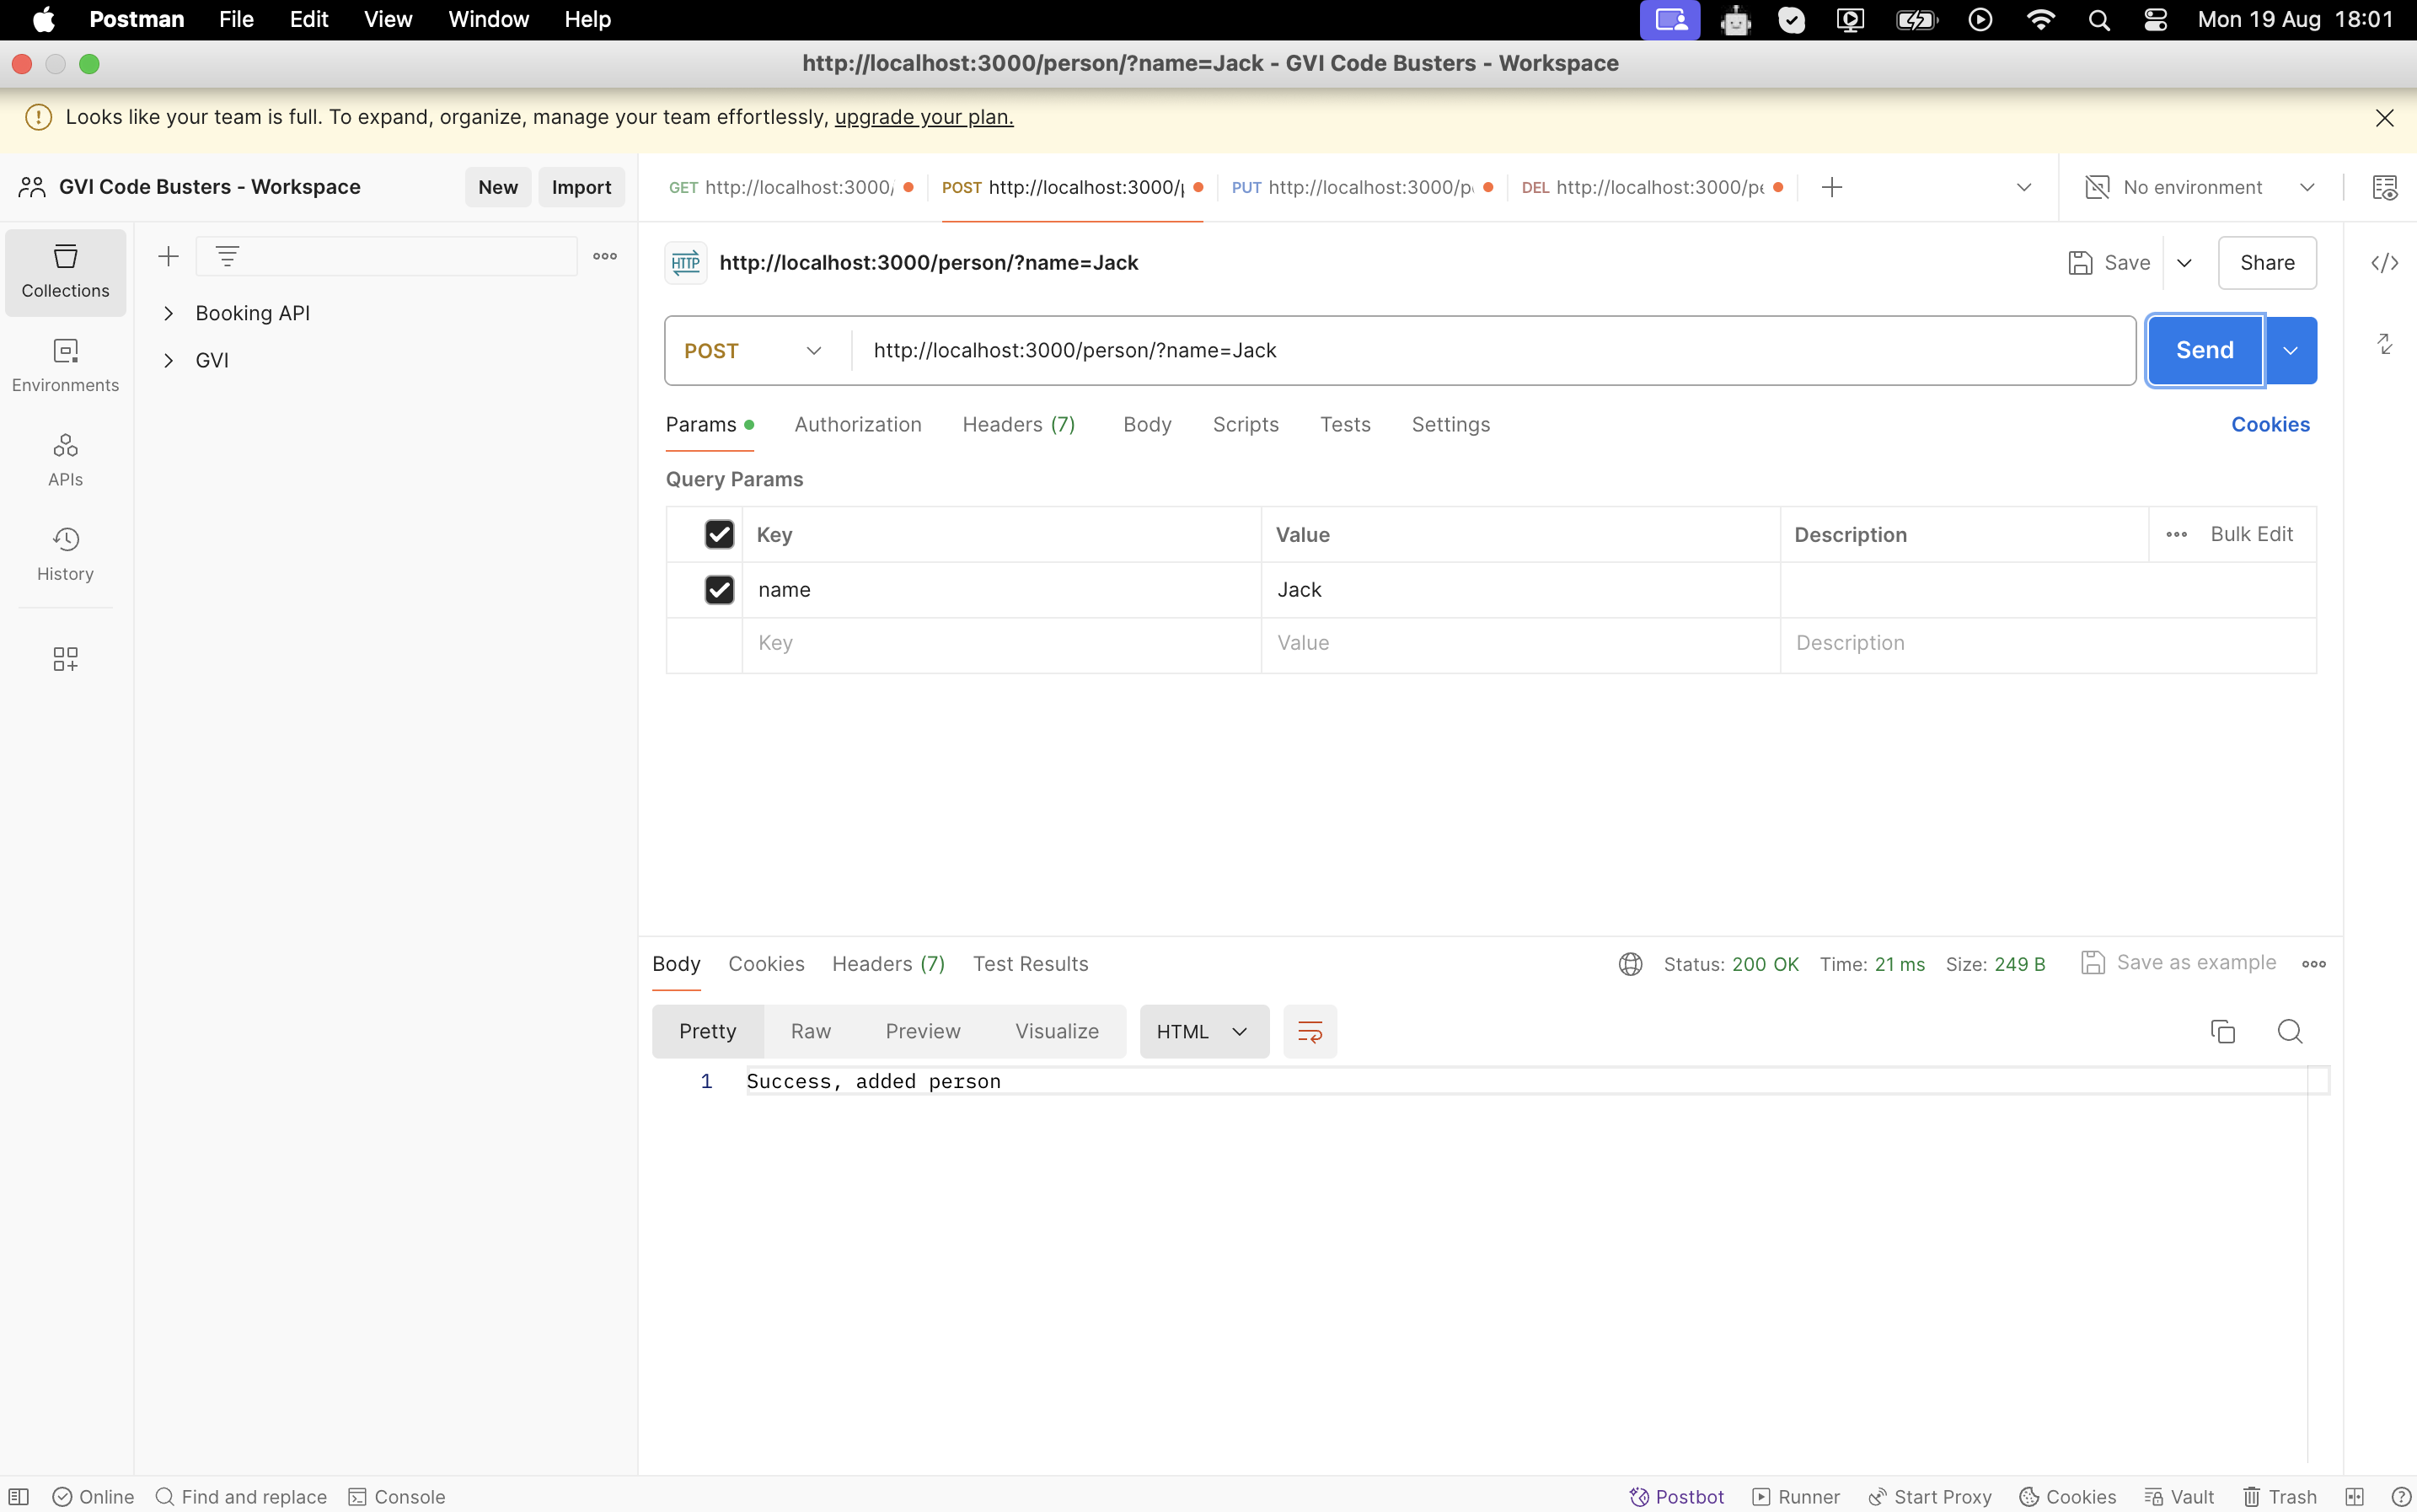 Postman File Edit View Window Help Mon 19 Aug 18:01
http://localhost:3000/person/?name=Jack - GVI Code Busters - Workspace
Looks like your team is full. To expand, organize, manage your team effortlessly, upgrade your plan.
GVI Code Busters - Workspace New Import GET http://localhost:3000/ POST http://localhost:3000/ PUT http://localhost:3000/p DEL http://localhost:3000/pe No environment
Collections
Environments
APIs
History
Booking API
GVI
HTTP http://localhost:3000/person/?name=Jack Save Share
POST http://localhost:3000/person/?name=Jack Send
Params Authorization Headers (7) Body Scripts Tests Settings Cookies
Query Params
Key Value Description Bulk Edit
name Jack
Key Value Description
Body Cookies Headers (7) Test Results Status: 200 OK Time: 21 ms Size: 249 B Save as example
Pretty Raw Preview Visualize HTML
1 Success, added person
Online Find and replace Console Postbot Runner Start Proxy Cookies Vault Trash